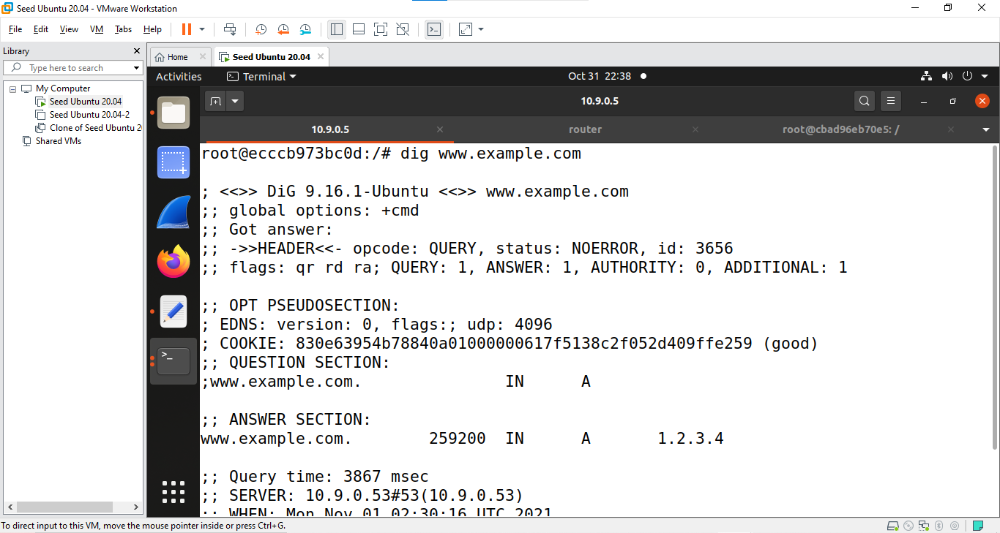 Seed Ubuntu 20.04 - VMware Workstation
File Edit View VM Tabs Help
Library
Type here to search
My Computer
Seed Ubuntu 20.04
Seed Ubuntu 20.04-2
Clone of Seed Ubuntu 2
Shared VMs
Home
Seed Ubuntu 20.04
Activities
Terminal
Oct 31 22:38
10.9.0.5
10.9.0.5
router
root@cbad96eb70e5: /
root@ecccb973bc0d:/# dig www.example.com
; <<>> DiG 9.16.1-Ubuntu <<>> www.example.com
;; global options: +cmd
;; Got answer:
;; ->>HEADER<<- opcode: QUERY, status: NOERROR, id: 3656
;; flags: qr rd ra; QUERY: 1, ANSWER: 1, AUTHORITY: 0, ADDITIONAL: 1
;; OPT PSEUDOSECTION:
; EDNS: version: 0, flags:; udp: 4096
; COOKIE: 830e63954b78840a01000000617f5138c2f052d409ffe259 (good)
;; QUESTION SECTION:
;www.example.com. IN A
;; ANSWER SECTION:
www.example.com. 259200 IN A 1.2.3.4
;; Query time: 3867 msec
;; SERVER: 10.9.0.53#53(10.9.0.53)
;; WHEN: Mon Nov 01 02:30:16 UTC 2021
To direct input to this VM, move the mouse pointer inside or press Ctrl+G.